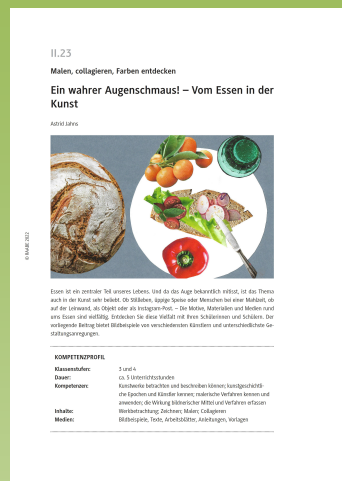 II.23
Malen, collagieren, Farben entdecken
Ein wahrer Augenschmaus! – Vom Essen in der
Kunst
Astrid Jahns
© RAABE 2022
Essen ist ein zentraler Teil unseres Lebens. Und da das Auge bekanntlich mitisst, ist das Thema
auch in der Kunst sehr beliebt. Ob Stillleben, üppige Speise oder Menschen bei einer Mahlzeit, ob
auf der Leinwand, als Objekt oder als Instagram-Post. – Die Motive, Materialien und Medien rund
ums Essen sind vielfältig. Entdecken Sie diese Vielfalt mit Ihren Schülerinnen und Schülern. Der
vorliegende Beitrag bietet Bildbeispiele von verschiedensten Künstlern und unterschiedlichste Ge-
staltungsanregungen.
KOMPETENZPROFIL
Klassenstufen: 3 und 4
Dauer: ca. 5 Unterrichtsstunden
Kompetenzen: Kunstwerke betrachten und beschreiben können; kunstgeschichtli-
che Epochen und Künstler kennen; malerische Verfahren kennen und
anwenden; die Wirkung bildnerischer Mittel und Verfahren erfassen
Inhalte: Werkbetrachtung; Zeichnen; Malen; Collagieren
Medien: Bildbeispiele, Texte, Arbeitsblätter, Anleitungen, Vorlagen